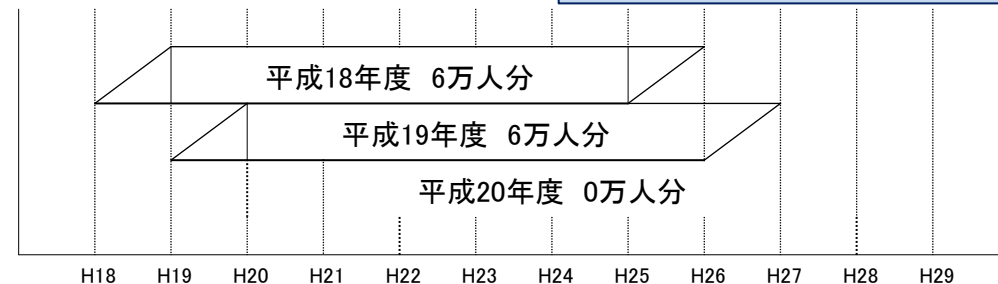 平成18年度 6万人分
平成19年度 6万人分
平成20年度 0万人分
H18 H19 H20 H21 H22 H23 H24 H25 H26 H27 H28 H29